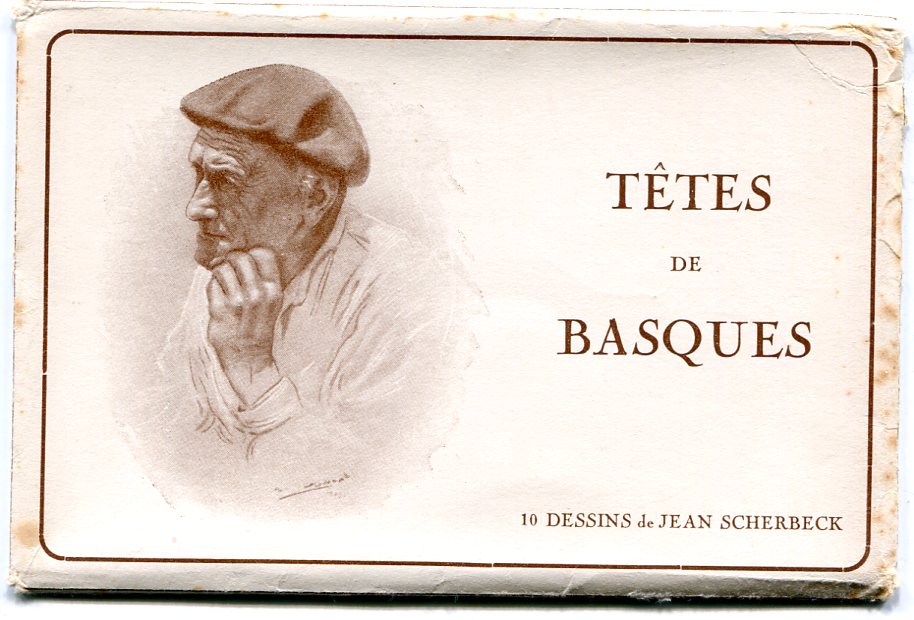 TÊTES
DE
BASQUES
10 DESSINS de JEAN SCHERBECK